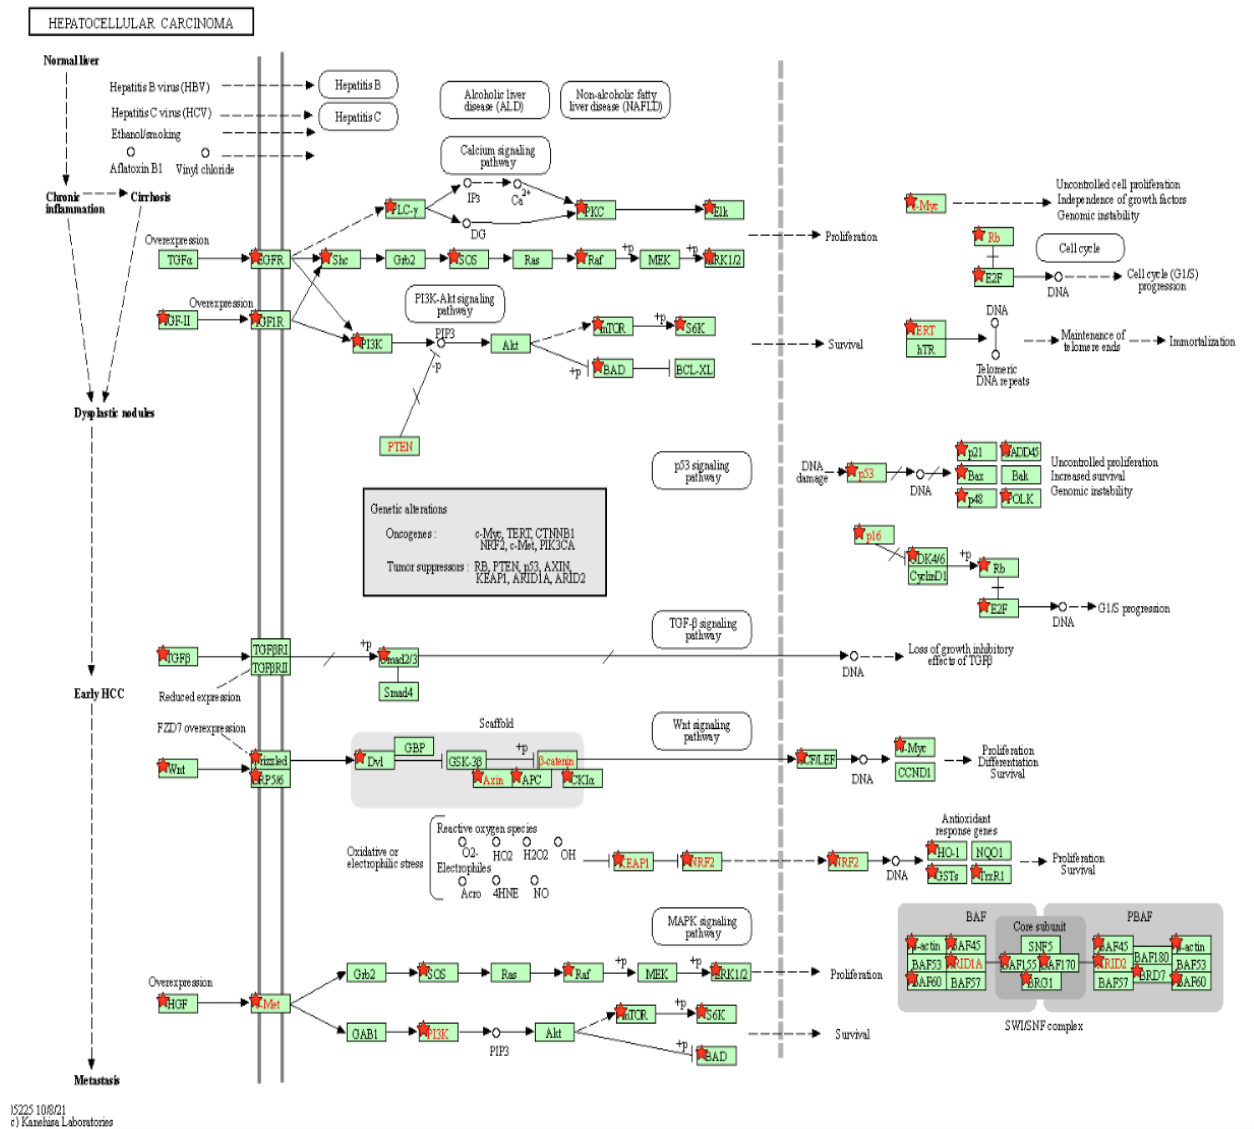 HEPATOCELLULAR CARCINOMA
Normal liver
Hepatitis B virus (HBV)
Hepatitis B
Hepatitis C virus (HCV)
Hepatitis C
Ethanol/smoking
Aflatoxin B1
Vinyl chloride
Alcoholic liver
disease (ALD)
Non-alcoholic fatty
liver disease (NAFLD)
Calcium signaling
pathway
Chronic
inflammation
Cirrhosis
IP3
Ca2+
DG
PLC-γ
PKC
Elk
Proliferation
c-Myc
Uncontrolled cell proliferation
Independence of growth factors
Genomic instability
Rb
Cell cycle
E2F
DNA
Cell cycle (G1/S)
progression
Overexpression
TGFα
EGFR
Shc
Grb2
SOS
Ras
Raf
+p
MEK
+p
ERK1/2
Overexpression
IGF-II
IGF1R
PI3K-Akt signaling
pathway
PI3K
PIP3
-p
Akt
mTOR
+p
S6K
+p
BAD
BCL-XL
Survival
PTEN
TERT
hTR
DNA
Telomeric
DNA repeats
Maintenance of
telomere ends
Immortalization
Dysplastic nodules
p53 signaling
pathway
DNA
damage
p53
DNA
p21
GADD45
Bax
Bak
p48
POLK
Uncontrolled proliferation
Increased survival
Genomic instability
Genetic alterations
Oncogenes : c-Myc, TERT, CTNNB1
NRF2, c-Met, PIK3CA
Tumor suppressors : RB, PTEN, p53, AXIN,
KEAP1, ARID1A, ARID2
p16
CDK4/6
CyclinD1
+p
Rb
E2F
DNA
G1/S progression
TGF-β signaling
pathway
TGFβ
TGFβRI
TGFβRII
Reduced expression
+p
Smad2/3
Smad4
DNA
Loss of growth inhibitory
effects of TGFβ
Early HCC
FZD7 overexpression
Wnt
Frizzled
LRP5/6
Scaffold
Dvl
GBP
GSK-3β
+p
β-catenin
Axin
APC
CK1α
Wnt signaling
pathway
TCF/LEF
DNA
c-Myc
CCND1
Proliferation
Differentiation
Survival
Oxidative or
electrophilic stress
Reactive oxygen species
O2-
HO2
H2O2
OH
Electrophiles
Acro
4HNE
NO
KEAP1
NRF2
NRF2
DNA
Antioxidant
response genes
HO-1
NQO1
GSTs
TrxR1
Proliferation
Survival
MAPK signaling
pathway
Overexpression
HGF
c-Met
Grb2
SOS
Ras
Raf
+p
MEK
+p
ERK1/2
Proliferation
GAB1
PI3K
PIP3
Akt
mTOR
+p
S6K
+p
BAD
Survival
BAF
PBAF
Core subunit
β-actin
BAF45
BAF53
ARID1A
BAF60
BAF57
SNF5
BAF155
BAF170
BRG1
BAF45
BAF180
β-actin
ARID2
BAF53
BAF57
BRD7
BAF60
SWI/SNF complex
Metastasis
05225 10/8/21
c) Kanehisa Laboratories